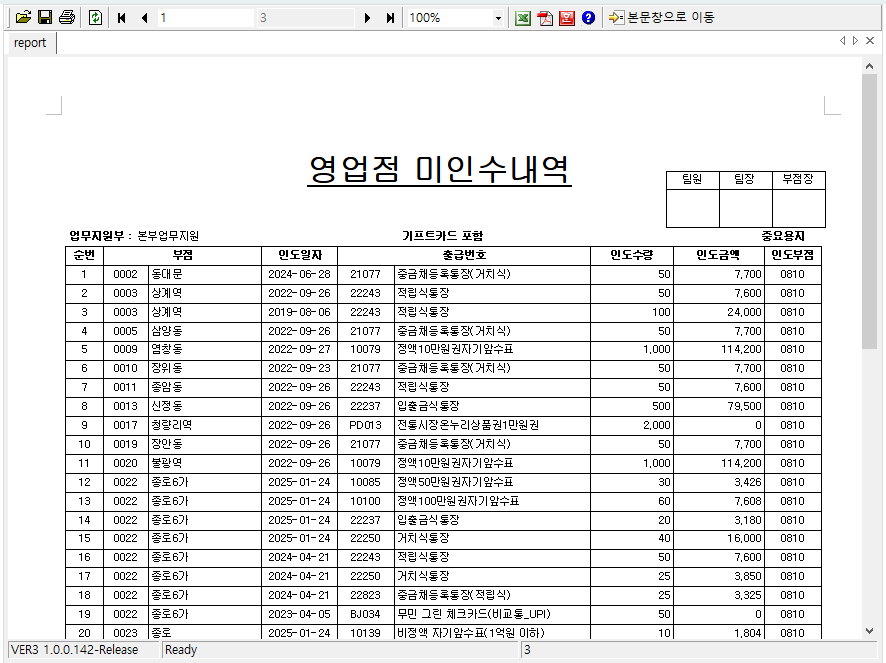 1 3 100% 본문창으로 이동
report
영업점 미인수내역
팀원 팀장 부점장
업무지원부 : 본부업무지원 기프트카드 포함 중요용지
순번 부점 인도일자 출급번호 인도수량 인도금액 인도부점
1 0002 동대문 2024-06-28 21077 중금채등록통장(거치식) 50 7,700 0810
2 0003 상계역 2022-09-26 22243 적립식통장 50 7,600 0810
3 0003 상계역 2019-08-06 22243 적립식통장 100 24,000 0810
4 0005 삼양동 2022-09-26 21077 중금채등록통장(거치식) 50 7,700 0810
5 0009 염창동 2022-09-27 10079 정액10만원권자기앞수표 1,000 114,200 0810
6 0010 장위동 2022-09-23 21077 중금채등록통장(거치식) 50 7,700 0810
7 0011 종암동 2022-09-26 22243 적립식통장 50 7,600 0810
8 0013 신정동 2022-09-26 22237 입출금식통장 500 79,500 0810
9 0017 청량리역 2022-09-26 PD013 전통시장온누리상품권1만원권 2,000 0 0810
10 0019 장안동 2022-09-26 21077 중금채등록통장(거치식) 50 7,700 0810
11 0020 불광역 2022-09-26 10079 정액10만원권자기앞수표 1,000 114,200 0810
12 0022 종로6가 2025-01-24 10085 정액50만원권자기앞수표 30 3,426 0810
13 0022 종로6가 2025-01-24 10100 정액100만원권자기앞수표 60 7,608 0810
14 0022 종로6가 2025-01-24 22237 입출금식통장 20 3,180 0810
15 0022 종로6가 2025-01-24 22250 거치식통장 40 16,000 0810
16 0022 종로6가 2024-04-21 22243 적립식통장 50 7,600 0810
17 0022 종로6가 2024-04-21 22250 거치식통장 25 3,850 0810
18 0022 종로6가 2024-04-21 22823 중금채등록통장(적립식) 25 3,325 0810
19 0022 종로6가 2023-04-05 BJ034 무민 그린 체크카드(비교통_UPI) 50 0 0810
20 0023 종로 2025-01-24 10139 비정액 자기앞수표(1억원 이하) 10 1,804 0810
VER3 1.0.0.142-Release Ready 3